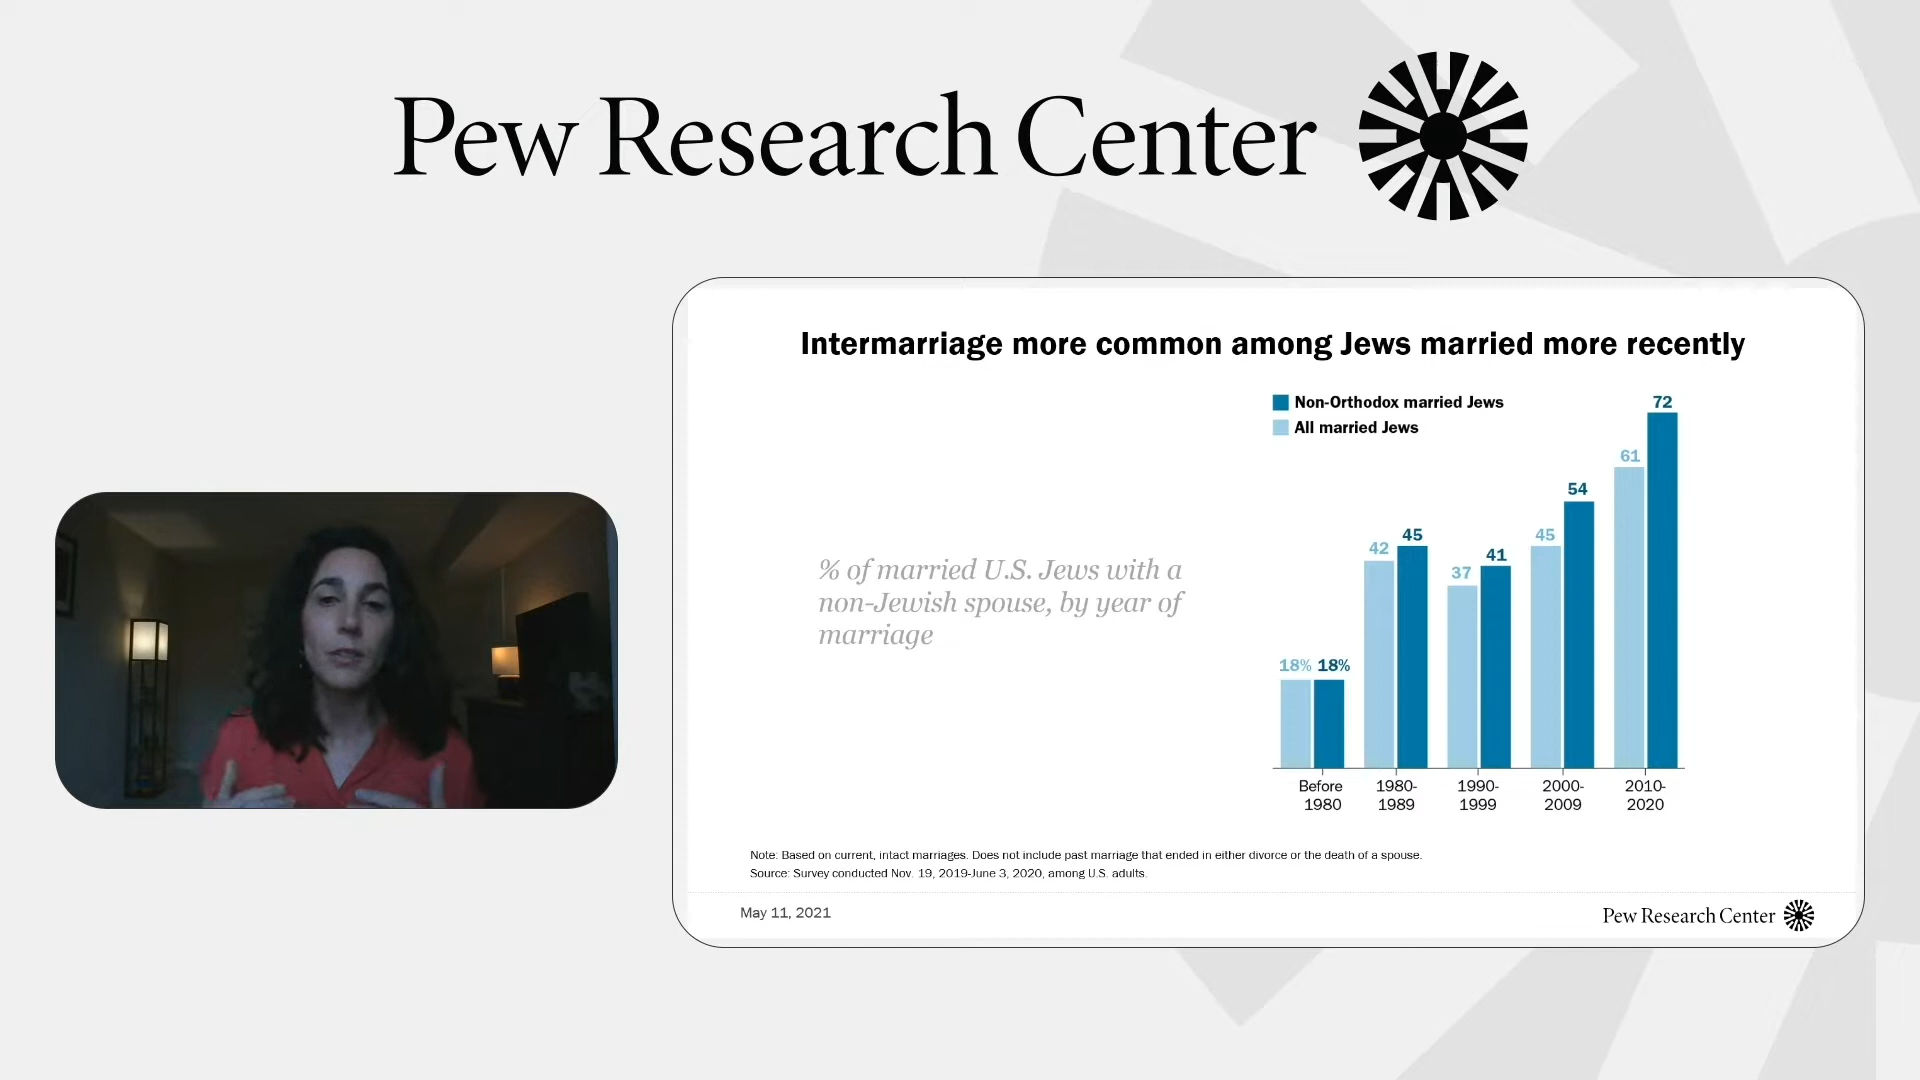 Pew Research Center
Intermarriage more common among Jews married more recently
Non-Orthodox married Jews
All married Jews
% of married U.S. Jews with a
non-Jewish spouse, by year of
marriage
18% 18%
42 45
37 41
45 54
61 72
Before
1980
1980-
1989
1990-
1999
2000-
2009
2010-
2020
Note: Based on current, intact marriages. Does not include past marriage that ended in either divorce or the death of a spouse.
Source: Survey conducted Nov. 19, 2019-June 3, 2020, among U.S. adults.
May 11, 2021
Pew Research Center